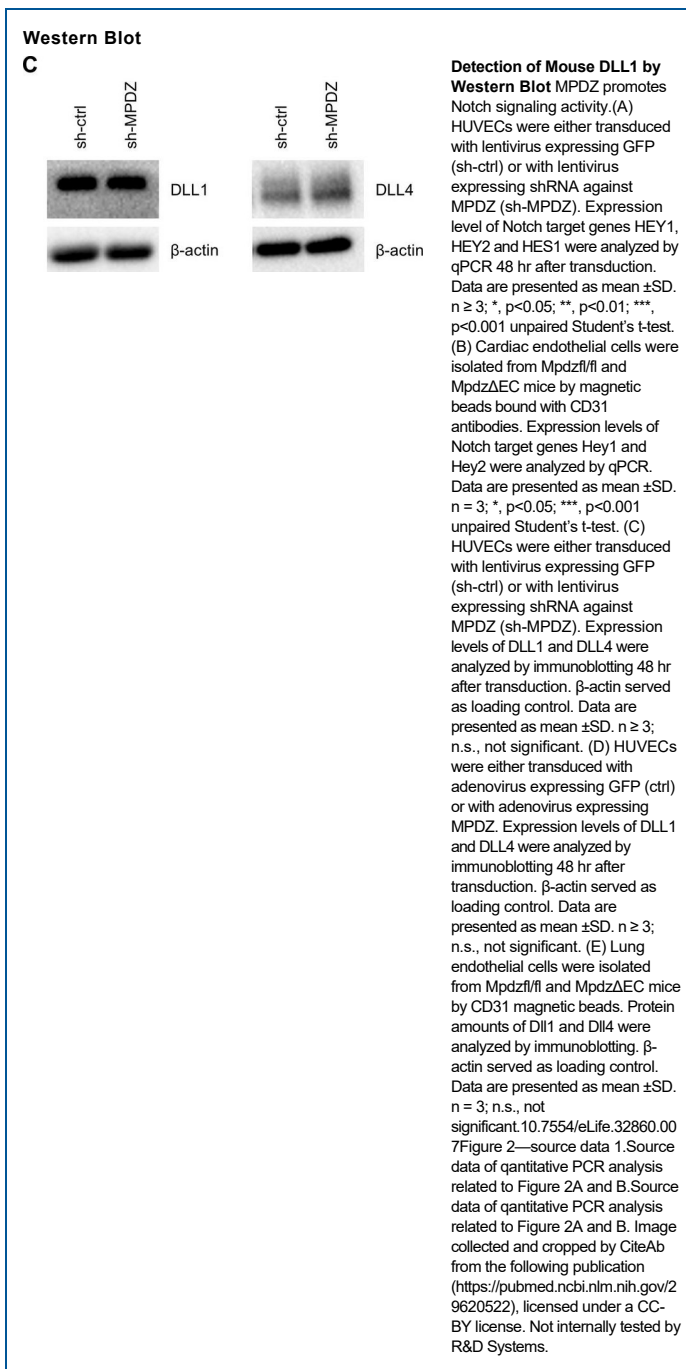 Western Blot
C
sh-ctrl
sh-MPDZ
DLL1
β-actin
sh-ctrl
sh-MPDZ
DLL4
β-actin
Detection of Mouse DLL1 by
Western Blot MPDZ promotes
Notch signaling activity.(A)
HUVECs were either transduced
with lentivirus expressing GFP
(sh-ctrl) or with lentivirus
expressing shRNA against
MPDZ (sh-MPDZ). Expression
level of Notch target genes HEY1,
HEY2 and HES1 were analyzed by
qPCR 48 hr after transduction.
Data are presented as mean ±SD.
n ≥ 3; *, p<0.05; **, p<0.01; ***,
p<0.001 unpaired Student’s t-test.
(B) Cardiac endothelial cells were
isolated from Mpdzfl/fl and
MpdzΔEC mice by magnetic
beads bound with CD31
antibodies. Expression levels of
Notch target genes Hey1 and
Hey2 were analyzed by qPCR.
Data are presented as mean ±SD.
n = 3; *, p<0.05; ***, p<0.001
unpaired Student’s t-test. (C)
HUVECs were either transduced
with lentivirus expressing GFP
(sh-ctrl) or with lentivirus
expressing shRNA against
MPDZ (sh-MPDZ). Expression
levels of DLL1 and DLL4 were
analyzed by immunoblotting 48 hr
after transduction. β-actin served
as loading control. Data are
presented as mean ±SD. n ≥ 3;
n.s., not significant. (D) HUVECs
were either transduced with
adenovirus expressing GFP (ctrl)
or with adenovirus expressing
MPDZ. Expression levels of DLL1
and DLL4 were analyzed by
immunoblotting 48 hr after
transduction. β-actin served as
loading control. Data are
presented as mean ±SD. n ≥ 3;
n.s., not significant. (E) Lung
endothelial cells were isolated
from Mpdzfl/fl and MpdzΔEC mice
by CD31 magnetic beads. Protein
amounts of Dll1 and Dll4 were
analyzed by immunoblotting. β-
actin served as loading control.
Data are presented as mean ±SD.
n = 3; n.s., not
significant.10.7554/eLife.32860.00
7Figure 2—source data 1.Source
data of qantitative PCR analysis
related to Figure 2A and B.Source
data of qantitative PCR analysis
related to Figure 2A and B. Image
collected and cropped by CiteAb
from the following publication
(https://pubmed.ncbi.nlm.nih.gov/2
9620522), licensed under a CC-
BY license. Not internally tested by
R&D Systems.